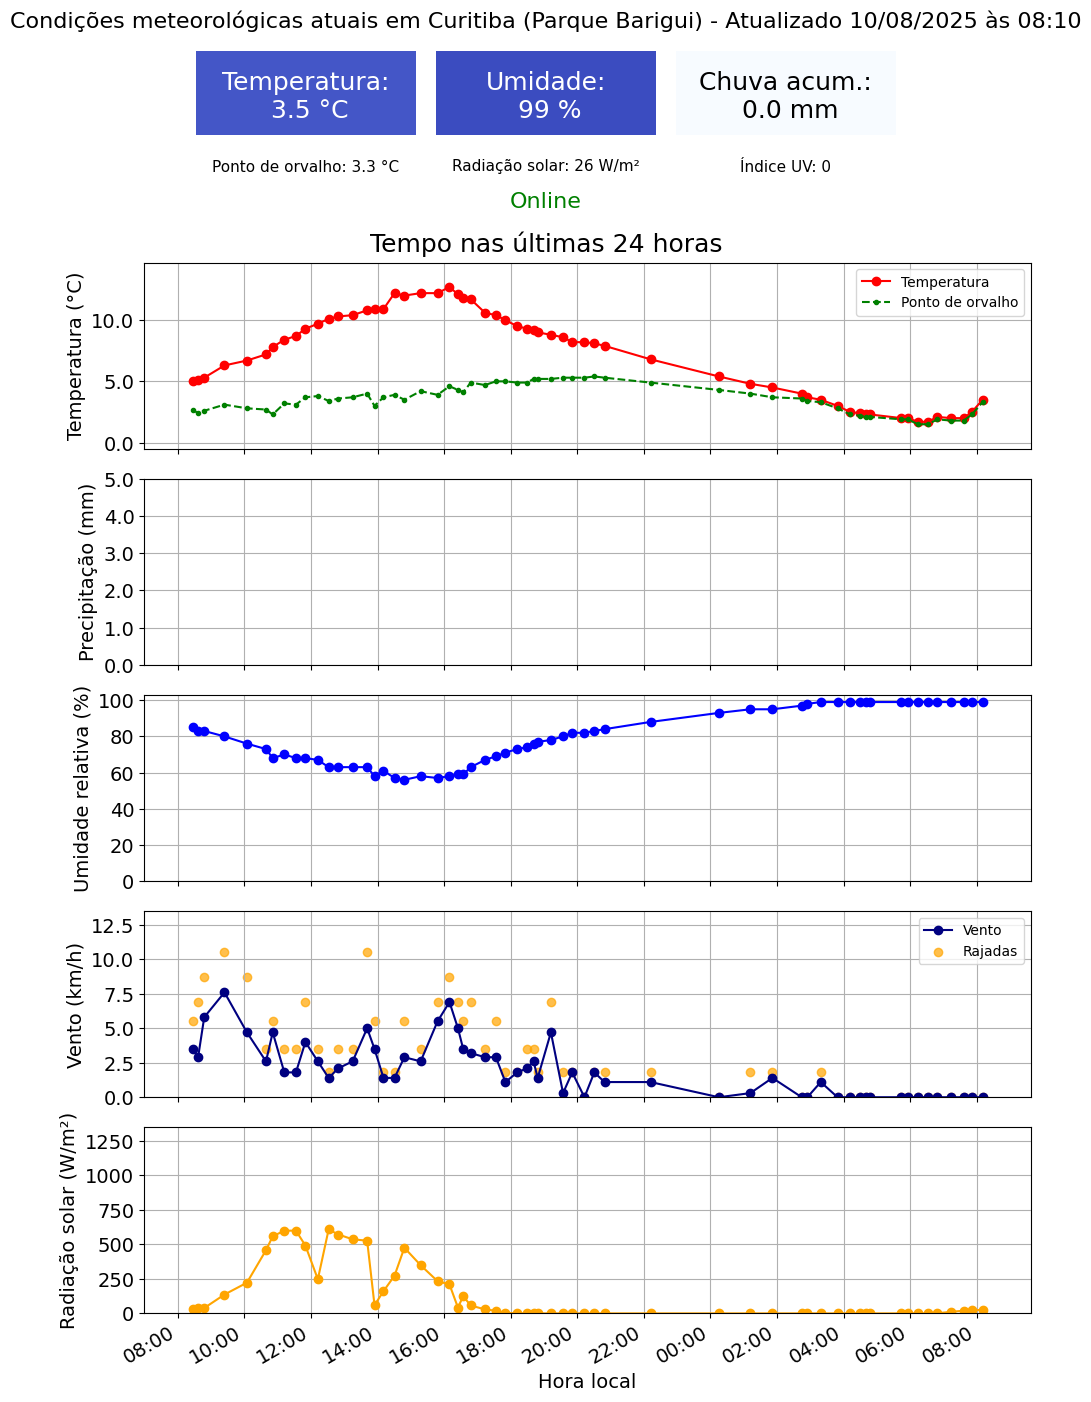 Condições meteorológicas atuais em Curitiba (Parque Barigui) - Atualizado 10/08/2025 às 08:10
Temperatura:
3.5 °C
Umidade:
99 %
Chuva acum.:
0.0 mm
Ponto de orvalho: 3.3 °C
Radiação solar: 26 W/m²
Índice UV: 0
Online
Tempo nas últimas 24 horas
Temperatura (°C)
10.0
5.0
0.0
Temperatura
Ponto de orvalho
Precipitação (mm)
5.0
4.0
3.0
2.0
1.0
0.0
Umidade relativa (%)
100
80
60
40
20
0
Vento (km/h)
12.5
10.0
7.5
5.0
2.5
0.0
Vento
Rajadas
Radiação solar (W/m²)
1250
1000
750
500
250
0
08:00
10:00
12:00
14:00
16:00
18:00
20:00
22:00
00:00
02:00
04:00
06:00
08:00
Hora local